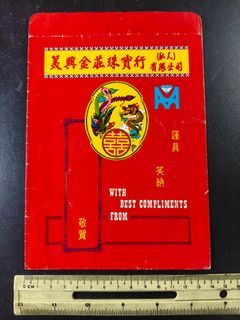 美興金莊珠寶行(私人)有限公司
囍
謹具
笑納
WITH
BEST COMPLIMENTS
FROM
敬賀